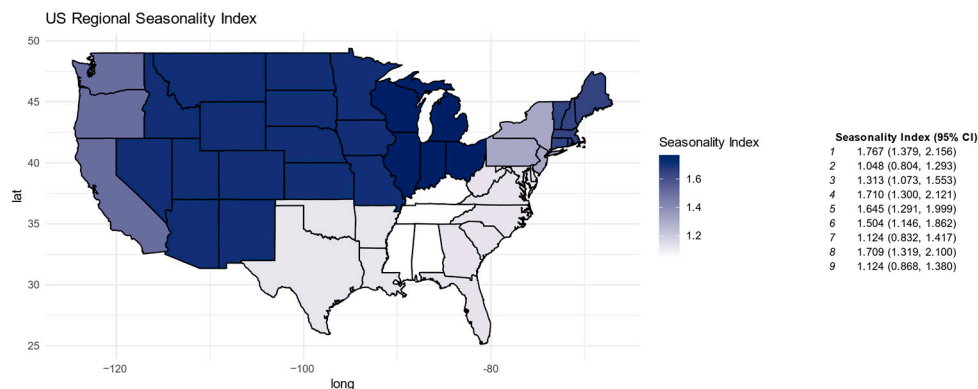 US Regional Seasonality Index
50
45
40
35
30
25
lat
−120
−100
-80
long
Seasonality Index
1.6
1.4
1.2
Seasonality Index (95% CI)
1 1.767 (1.379, 2.156)
2 1.048 (0.804, 1.293)
3 1.313 (1.073, 1.553)
4 1.710 (1.300, 2.121)
5 1.645 (1.291, 1.999)
6 1.504 (1.146, 1.862)
7 1.124 (0.832, 1.417)
8 1.709 (1.319, 2.100)
9 1.124 (0.868, 1.380)